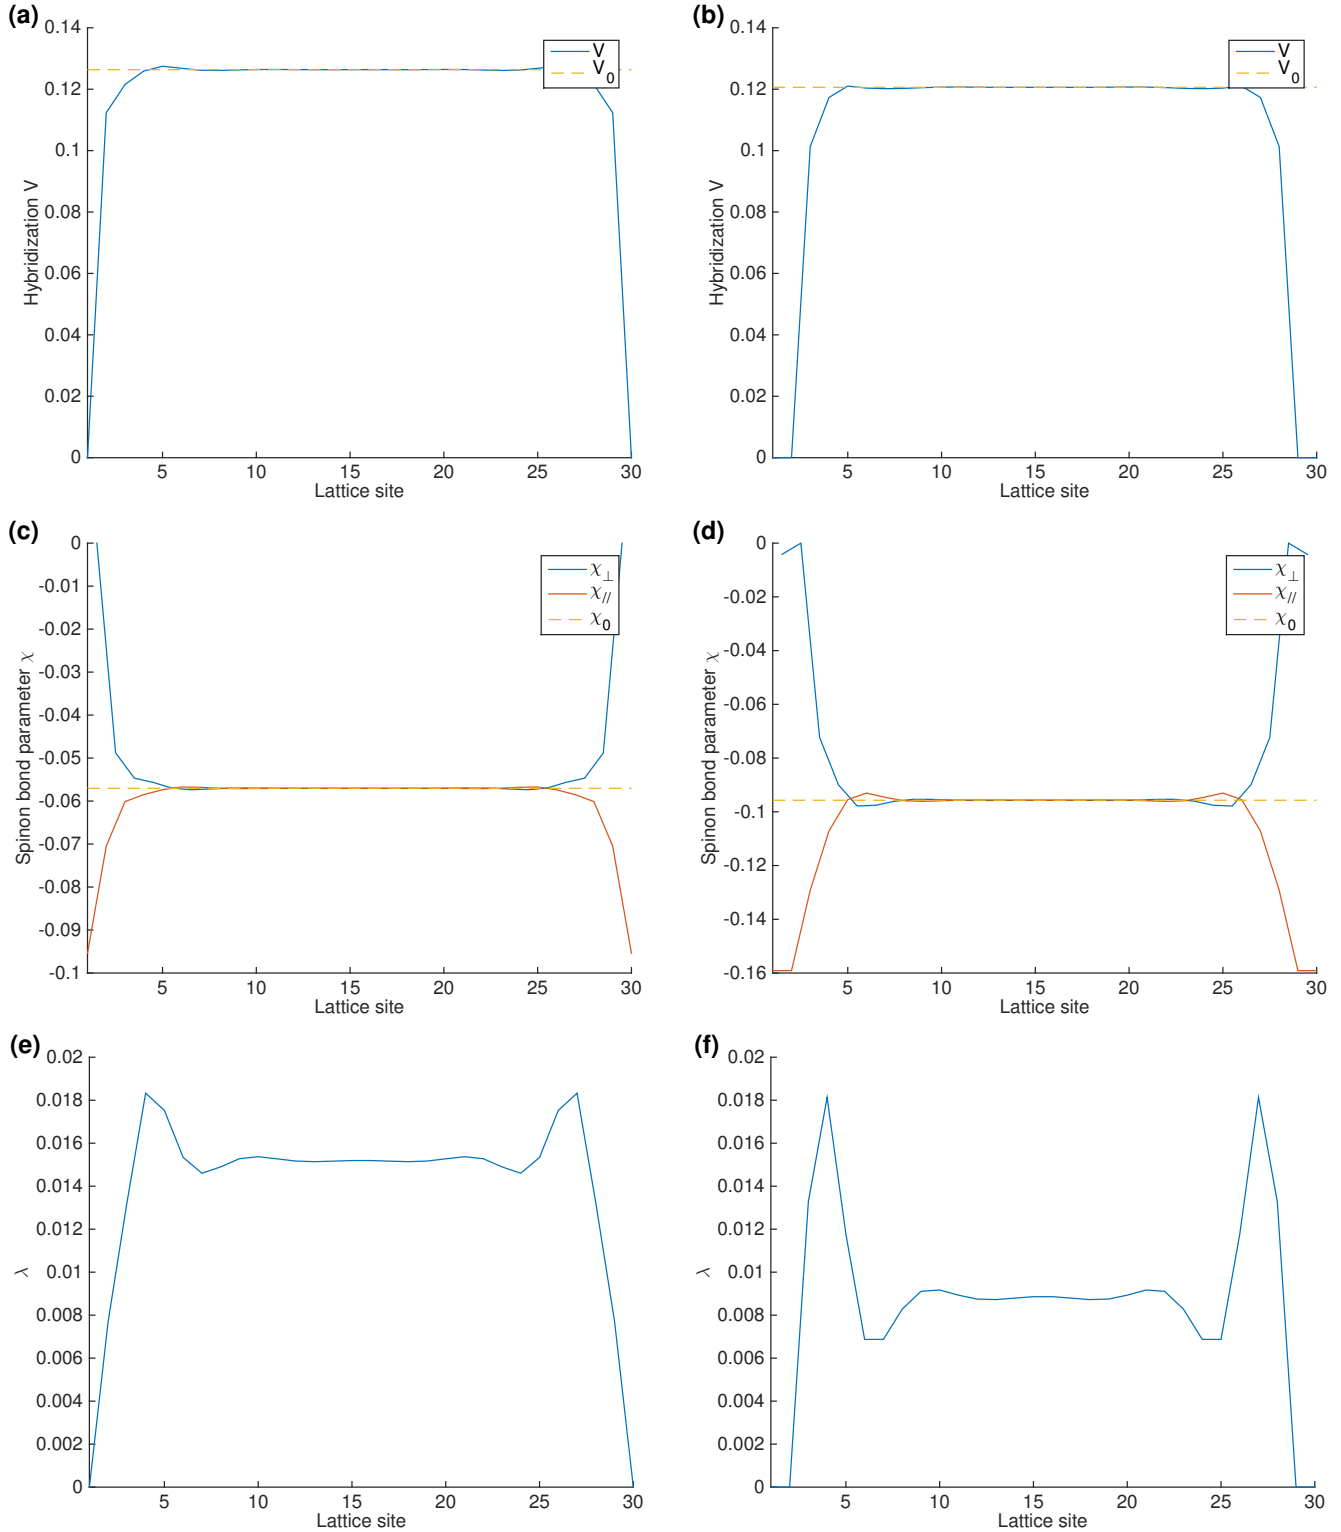 (a)
0.14
0.12
0.1
0.08
0.06
0.04
0.02
0
Hybridization V
5 10 15 20 25 30
Lattice site
V
V0
(b)
0.14
0.12
0.1
0.08
0.06
0.04
0.02
0
Hybridization V
5 10 15 20 25 30
Lattice site
V
V0
(c)
0
-0.01
-0.02
-0.03
-0.04
-0.05
-0.06
-0.07
-0.08
-0.09
-0.1
Spinon bond parameter χ
5 10 15 20 25 30
Lattice site
χ⊥
χ//
χ0
(d)
0
-0.02
-0.04
-0.06
-0.08
-0.1
-0.12
-0.14
-0.16
Spinon bond parameter χ
5 10 15 20 25 30
Lattice site
χ⊥
χ//
χ0
(e)
0.02
0.018
0.016
0.014
0.012
0.01
0.008
0.006
0.004
0.002
0
λ
5 10 15 20 25 30
Lattice site
(f)
0.02
0.018
0.016
0.014
0.012
0.01
0.008
0.006
0.004
0.002
0
λ
5 10 15 20 25 30
Lattice site